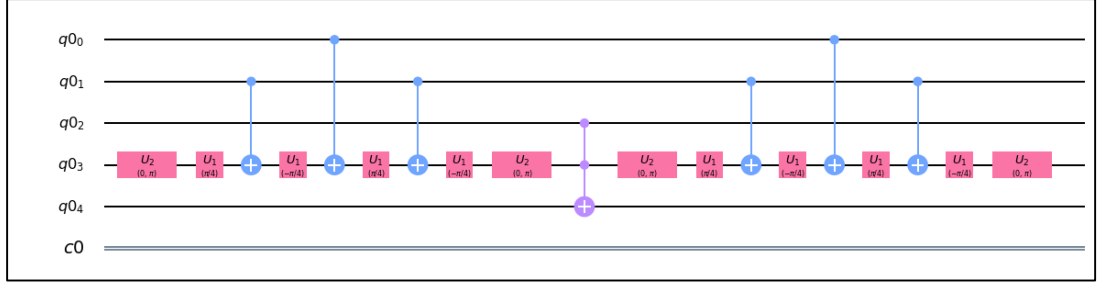 q0₀
q0₁
q0₂
q0₃ U₂ (0, π) U₁ (π/4) U₁ (-π/4) U₁ (π/4) U₁ (-π/4) U₂ (0, π) U₂ (0, π) U₁ (π/4) U₁ (-π/4) U₁ (π/4) U₁ (-π/4) U₂ (0, π)
q0₄
c0